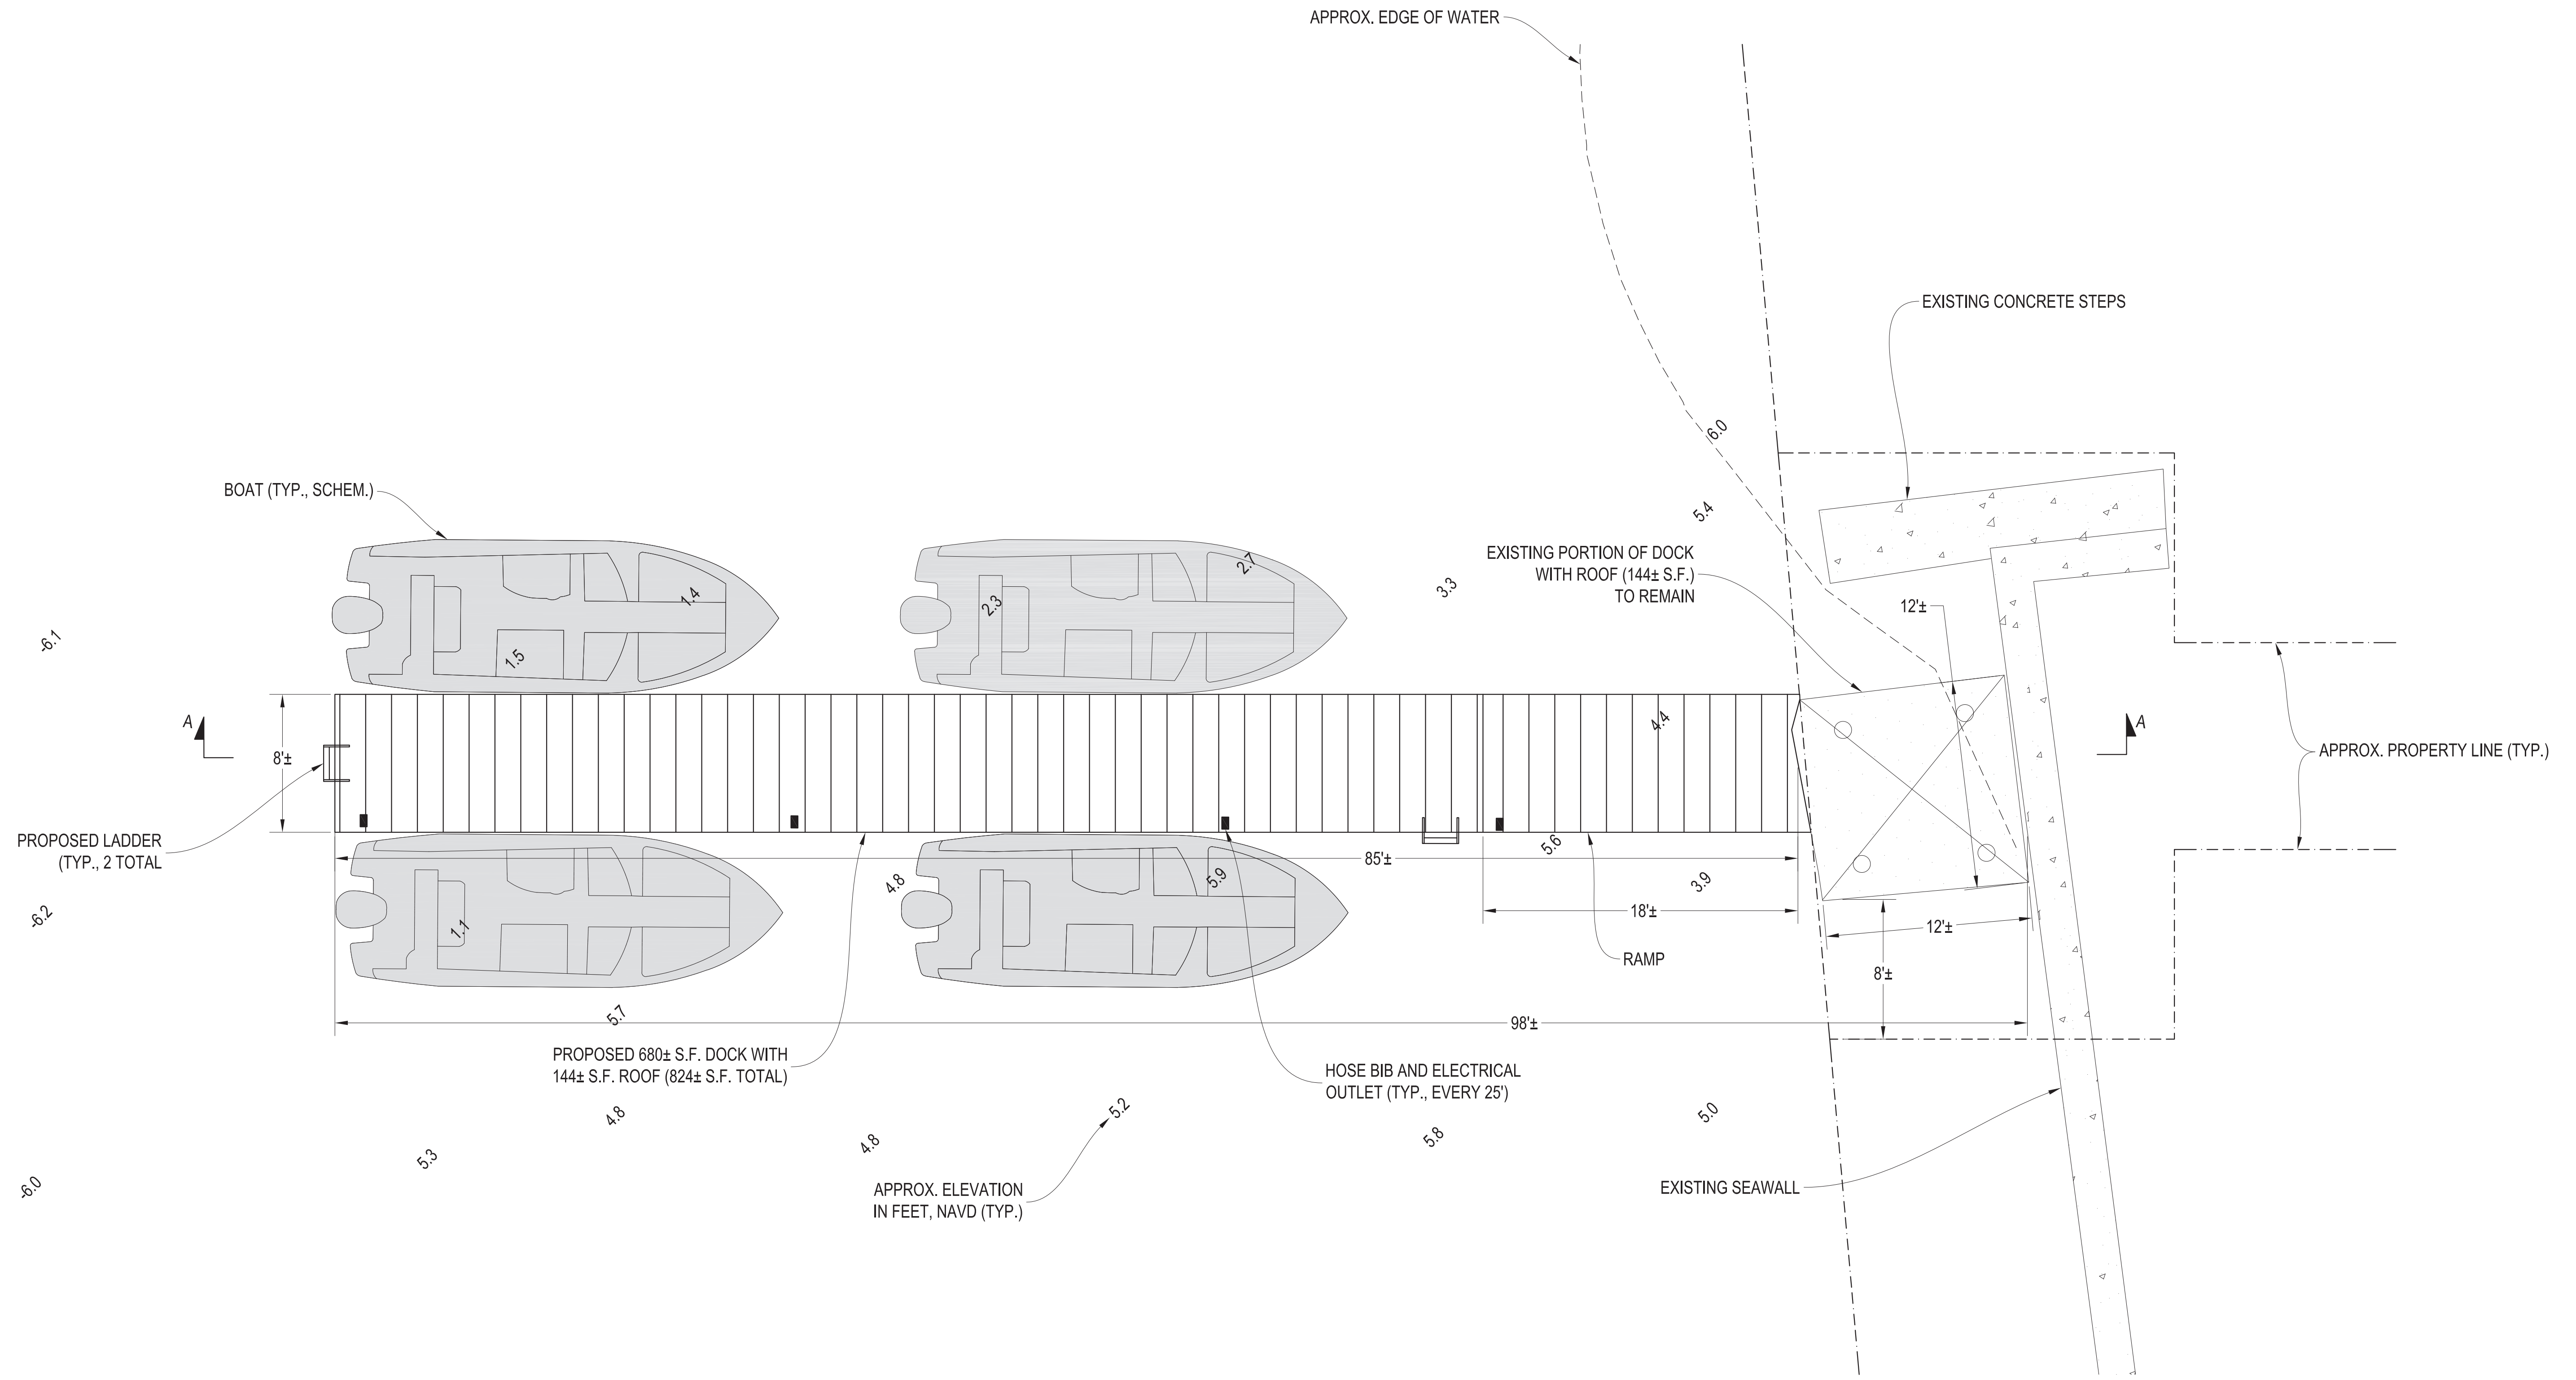 APPROX. EDGE OF WATER
EXISTING CONCRETE STEPS
6.0
BOAT (TYP., SCHEM.)
5.4
EXISTING PORTION OF DOCK
WITH ROOF (144± S.F.)
TO REMAIN
2.7
1.4
2.3
3.3
12'±
-6.1
1.5
A
4.4
A
8'±
APPROX. PROPERTY LINE (TYP.)
PROPOSED LADDER
(TYP., 2 TOTAL
5.6
85'±
4.8
5.9
3.9
-6.2
18'±
1.1
12'±
RAMP
8'±
5.7
98'±
PROPOSED 680± S.F. DOCK WITH
144± S.F. ROOF (824± S.F. TOTAL)
HOSE BIB AND ELECTRICAL
OUTLET (TYP., EVERY 25')
4.8
5.2
5.0
4.8
5.8
5.3
-6.0
APPROX. ELEVATION
IN FEET, NAVD (TYP.)
EXISTING SEAWALL